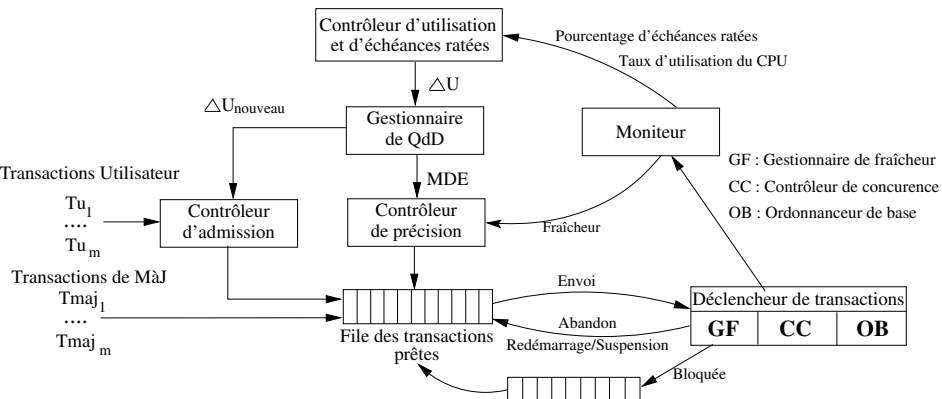 Contrôleur d'utilisation
et d'échéances ratées
Pourcentage d'échéances ratées
Taux d'utilisation du CPU
△U
△Unouveau
Gestionnaire
de QdD
Moniteur
GF : Gestionnaire de fraîcheur
CC : Contrôleur de concurence
OB : Ordonnanceur de base
MDE
Transactions Utilisateur
Tu1
....
Tum
Contrôleur
d'admission
Contrôleur
de précision
Fraîcheur
Transactions de MàJ
Tmaj1
....
Tmajm
Envoi
Déclencheur de transactions
GF CC OB
Abandon
Redémarrage/Suspension
File des transactions
prêtes
Bloquée